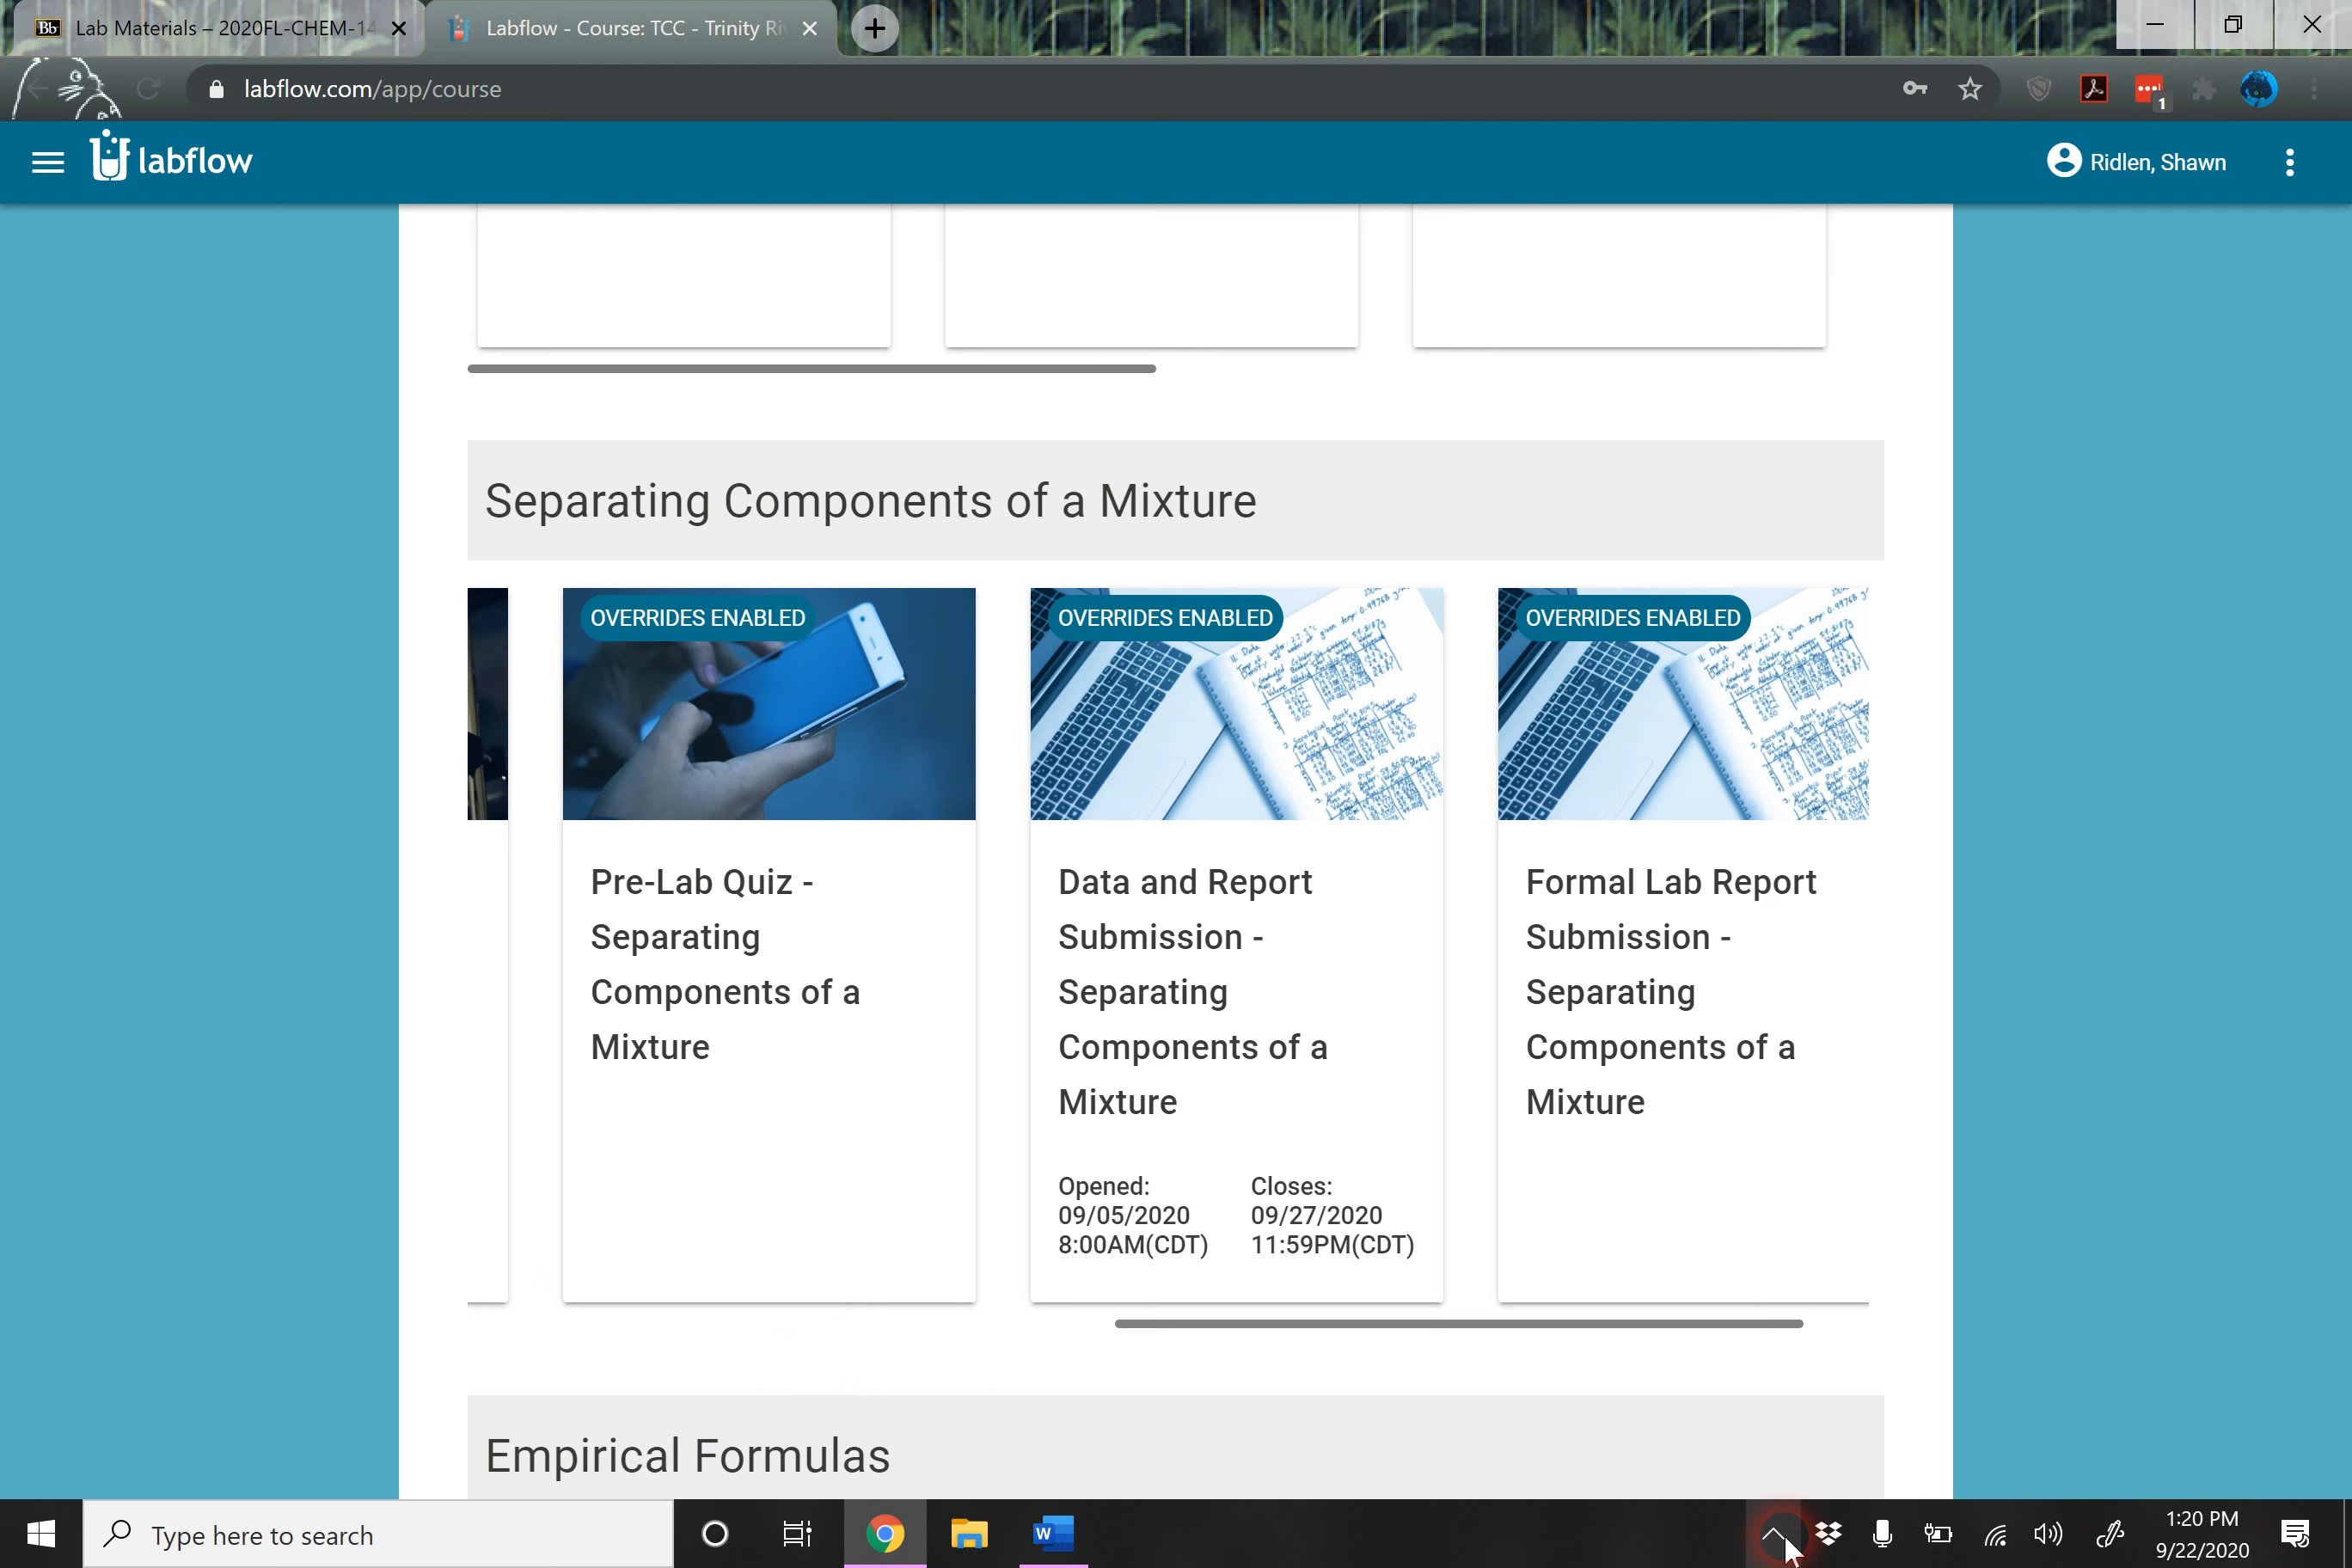 Lab Materials – 2020FL-CHEM-14
Labflow - Course: TCC - Trinity Ri
labflow.com/app/course
1
labflow
Ridlen, Shawn
Separating Components of a Mixture
OVERRIDES ENABLED
OVERRIDES ENABLED
OVERRIDES ENABLED
Pre-Lab Quiz -
Separating
Components of a
Mixture
Data and Report
Submission -
Separating
Components of a
Mixture
Opened:
09/05/2020
8:00AM(CDT)
Closes:
09/27/2020
11:59PM(CDT)
Formal Lab Report
Submission -
Separating
Components of a
Mixture
Empirical Formulas
Type here to search
1:20 PM
9/22/2020